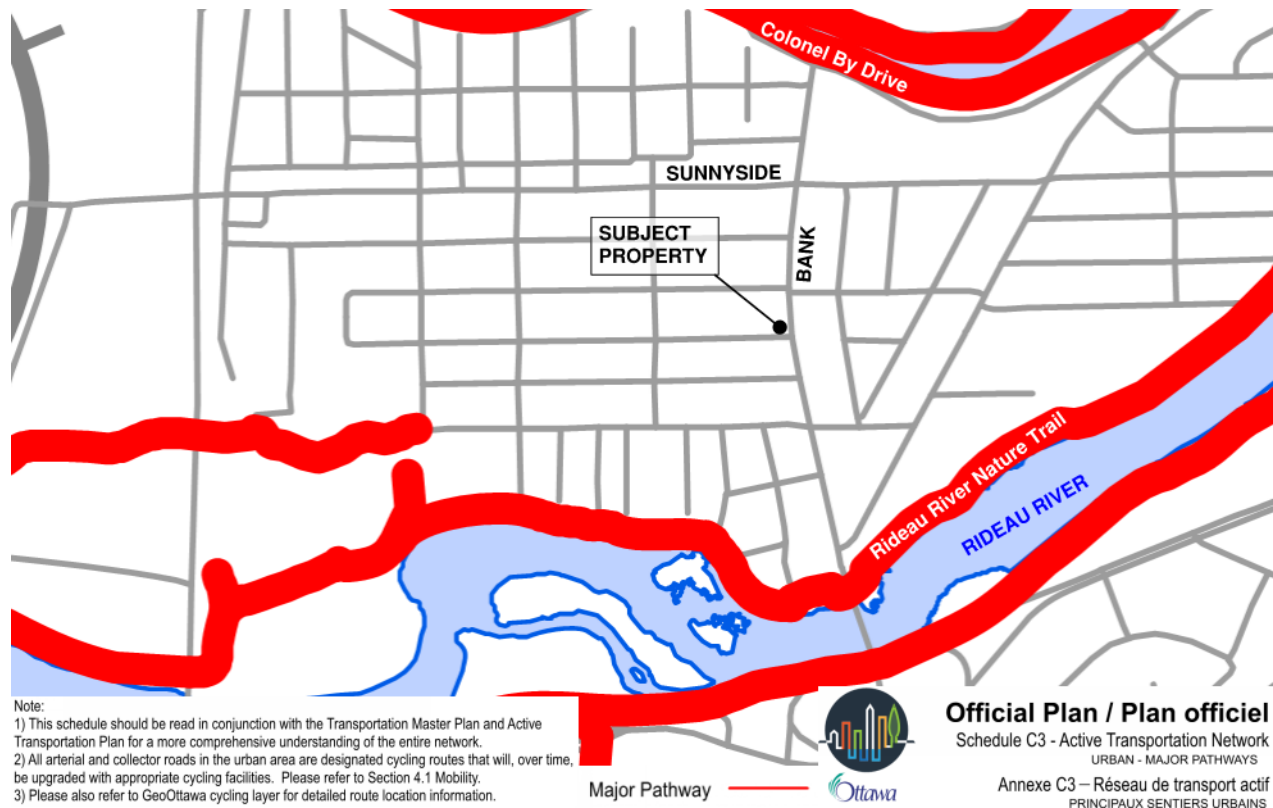 Colonel By Drive
SUNNYSIDE
SUBJECT
PROPERTY
BANK
Rideau River Nature Trail
RIDEAU RIVER
Note:
1) This schedule should be read in conjunction with the Transportation Master Plan and Active
Transportation Plan for a more comprehensive understanding of the entire network.
2) All arterial and collector roads in the urban area are designated cycling routes that will, over time,
be upgraded with appropriate cycling facilities. Please refer to Section 4.1 Mobility.
3) Please also refer to GeoOttawa cycling layer for detailed route location information.
Major Pathway
Ottawa
Official Plan / Plan officiel
Schedule C3 - Active Transportation Network
URBAN - MAJOR PATHWAYS
Annexe C3 – Réseau de transport actif
PRINCIPAUX SENTIERS URBAINS